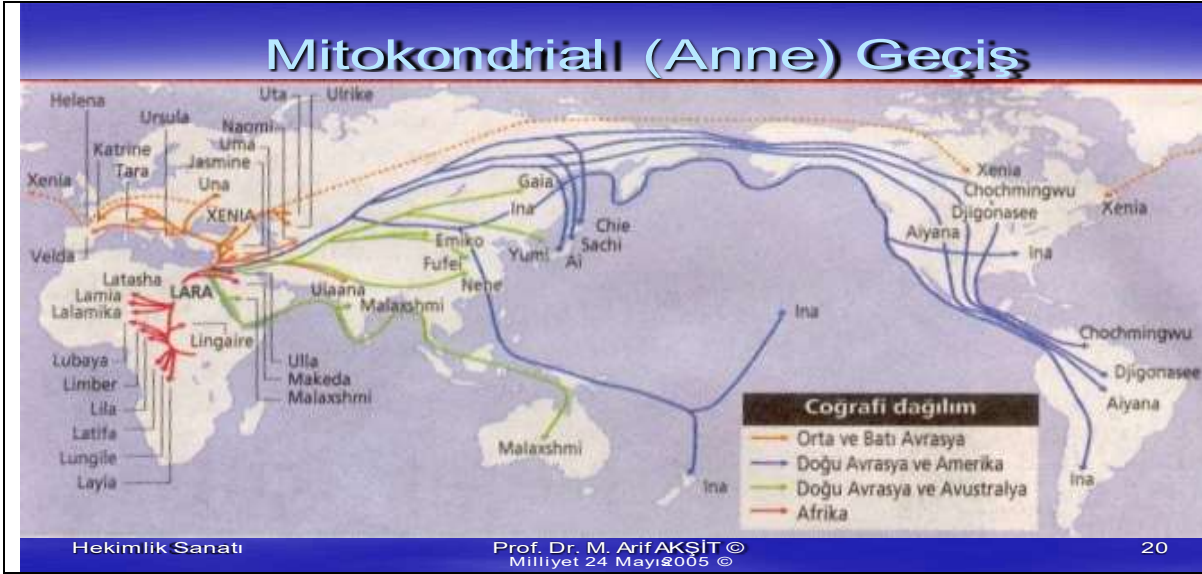 Mitokondrial (Anne) Geçiş
Helena
Uta
Ulrike
Ursula
Naomi
Katrine
Uma
Tara
Jasmine
Xenia
Una
XENIA
Gaia
Ina
Velda
Emiko
Fufei
Yumi
Ai
Sachi
Chie
Nene
Latasha
LARA
Lamia
Lalamika
Ulaana
Malaxshmi
Lingaire
Lubaya
Limber
Lila
Latifa
Lungile
Layia
Ulla
Makeda
Malaxshmi
Malaxshmi
Ina
Ina
Xenia
Chochmingwu
Djigonasee
Aiyana
Xenia
Ina
Chochmingwu
Djigonasee
Aiyana
Ina
Coğrafi dağılım
Orta ve Batı Avrasya
Doğu Avrasya ve Amerika
Doğu Avrasya ve Avustralya
Afrika
Hekimlik Sanatı
Prof. Dr. M. Arif AKŞİT ©
Milliyet 24 Mayıs 2005 ©
20